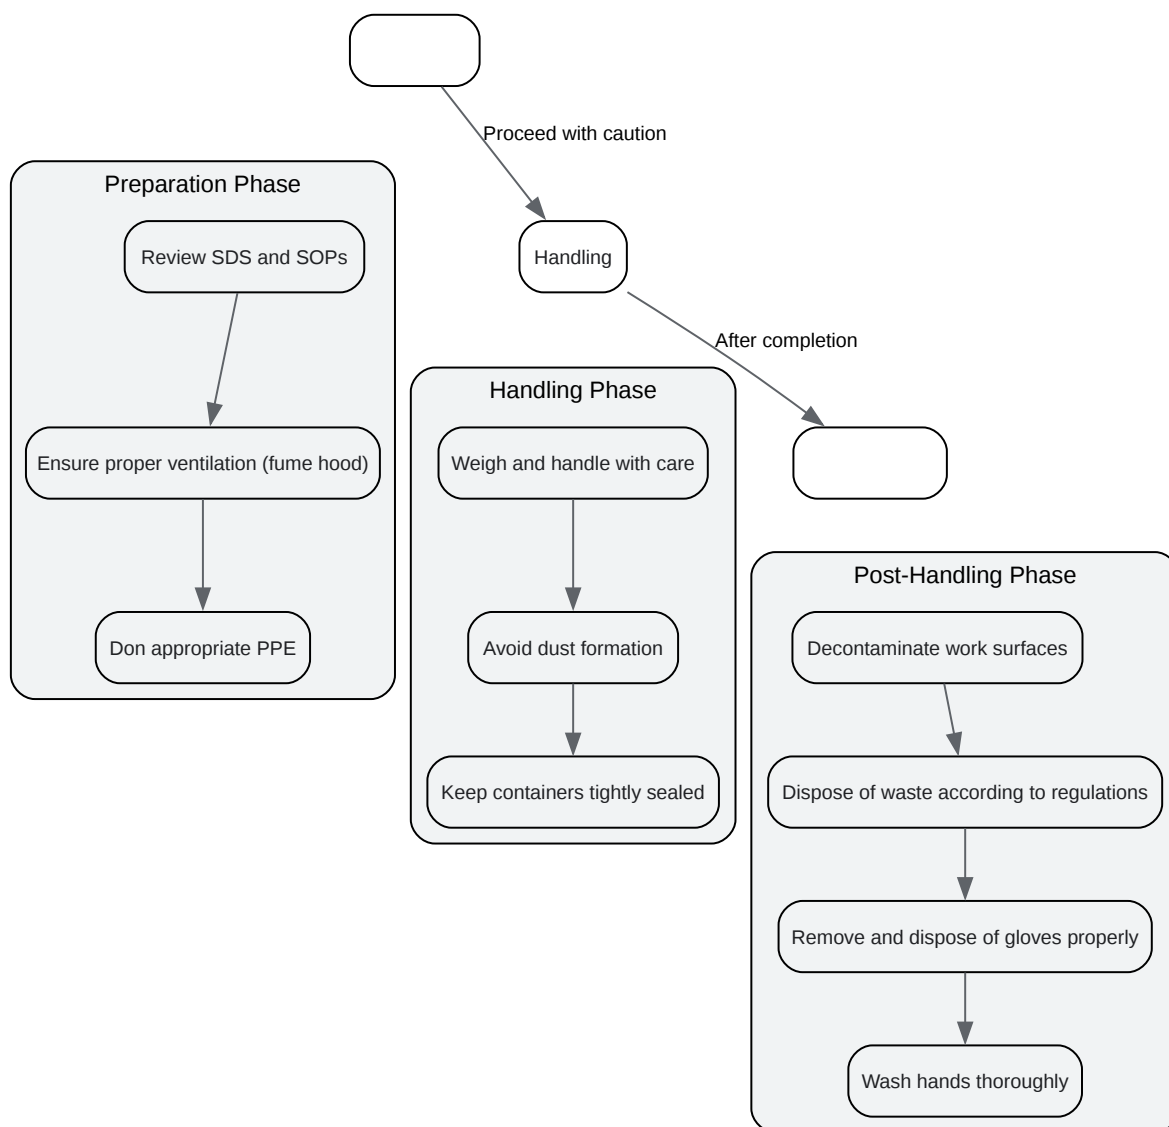 Proceed with caution
Preparation Phase
Review SDS and SOPs
Handling
After completion
Handling Phase
Ensure proper ventilation (fume hood)
Weigh and handle with care
Post-Handling Phase
Don appropriate PPE
Avoid dust formation
Decontaminate work surfaces
Keep containers tightly sealed
Dispose of waste according to regulations
Remove and dispose of gloves properly
Wash hands thoroughly